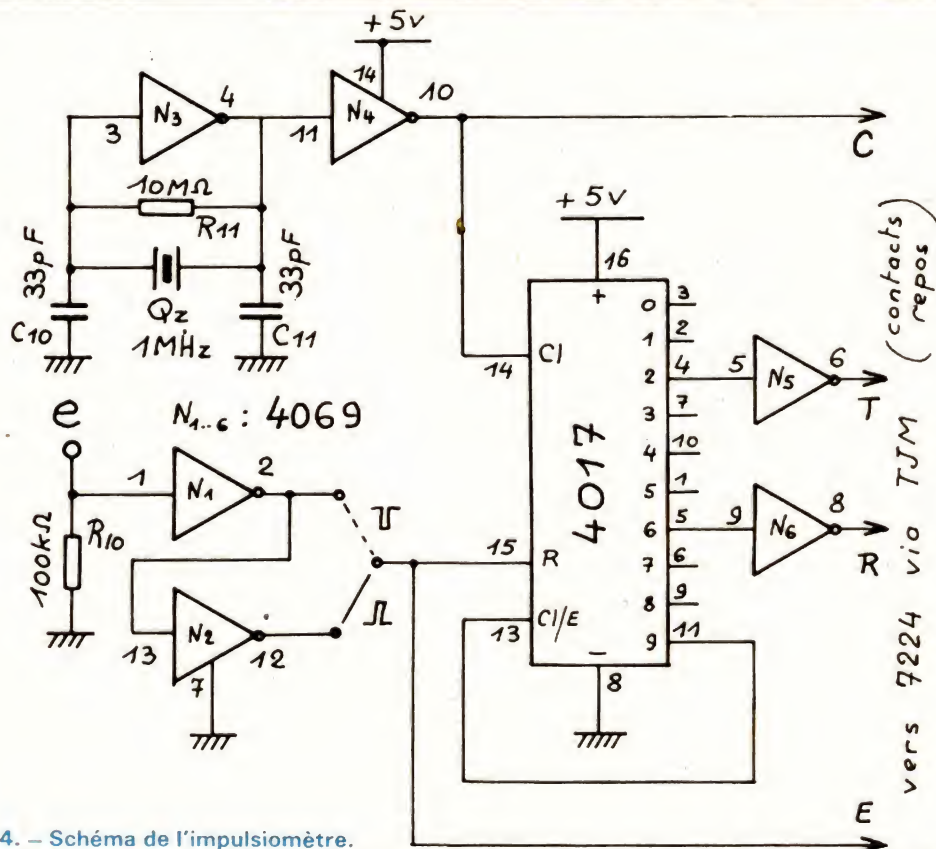 +5v
14
N3
4
N4
10
3
11
C
10MΩ
R11
+5v
16
33pF
33pF
C10
Qz
C11
1MHz
+
0 3
1 2
2 4
3 7
4 10
5 1
6 5
7 6
8 9
9 11
Cl
14
5
N5
6
T
4017
e
N1..6 : 4069
1
N1
2
R10
100kΩ
15
R
9
N6
8
R
13
N2
12
7
13
Cl/E
–
8
E
vers 7224 via TJM (contacts repos)
4. – Schéma de l'impulsiomètre.